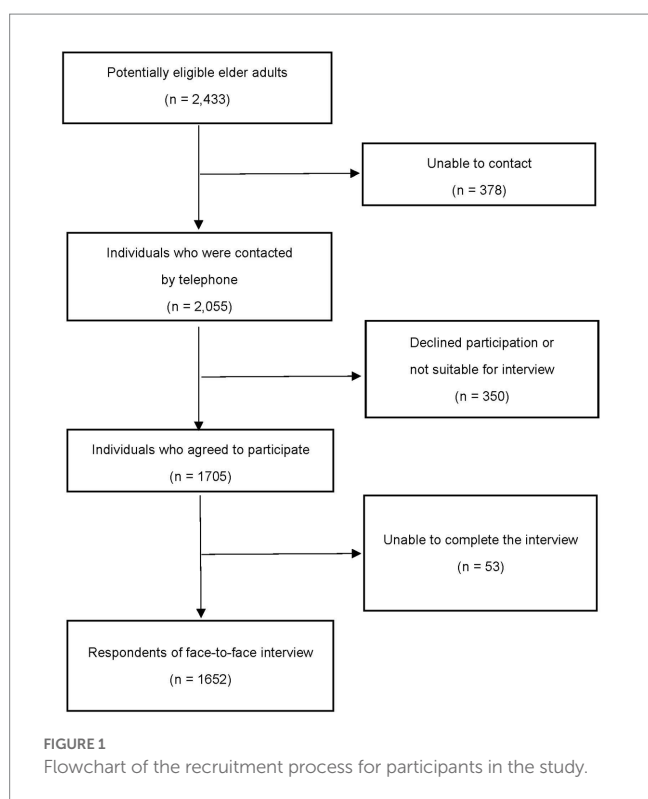 Potentially eligible elder adults
(n = 2,433)
Unable to contact
(n = 378)
Individuals who were contacted
by telephone
(n = 2,055)
Declined participation or
not suitable for interview
(n = 350)
Individuals who agreed to participate
(n = 1705)
Unable to complete the interview
(n = 53)
Respondents of face-to-face interview
(n = 1652)
FIGURE 1
Flowchart of the recruitment process for participants in the study.